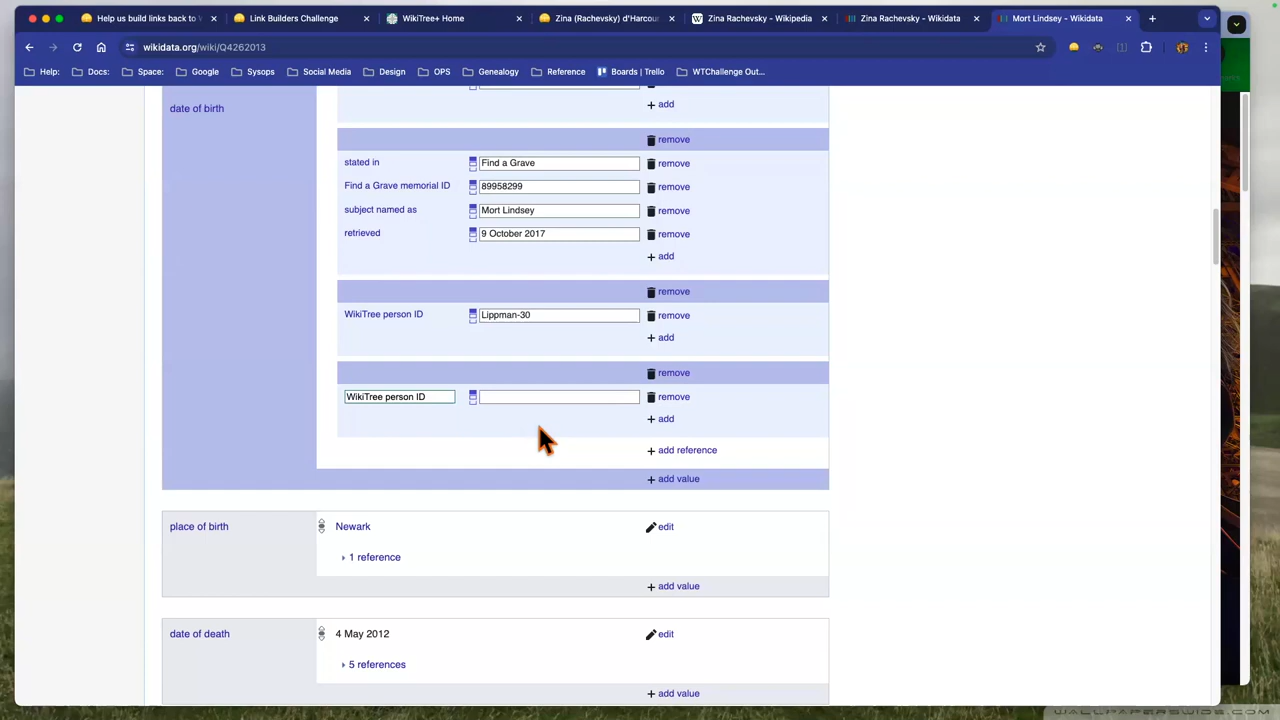 Help us build links back to V
Link Builders Challenge
WikiTree+ Home
Zina (Rachevsky) d'Harcour
Zina Rachevsky - Wikipedia
Zina Rachevsky - Wikidata
Mort Lindsey - Wikidata
wikidata.org/wiki/Q4262013
Help:
Docs:
Space:
Google
Sysops
Social Media
Design
OPS
Genealogy
Reference
Boards | Trello
WTChallenge Out...
date of birth
add
remove
stated in
Find a Grave
remove
Find a Grave memorial ID
89958299
remove
subject named as
Mort Lindsey
remove
retrieved
9 October 2017
remove
add
remove
WikiTree person ID
Lippman-30
remove
add
remove
WikiTree person ID
remove
add
add reference
add value
place of birth
Newark
edit
1 reference
add value
date of death
4 May 2012
edit
5 references
add value
WALLPAPERSWIDE.COM